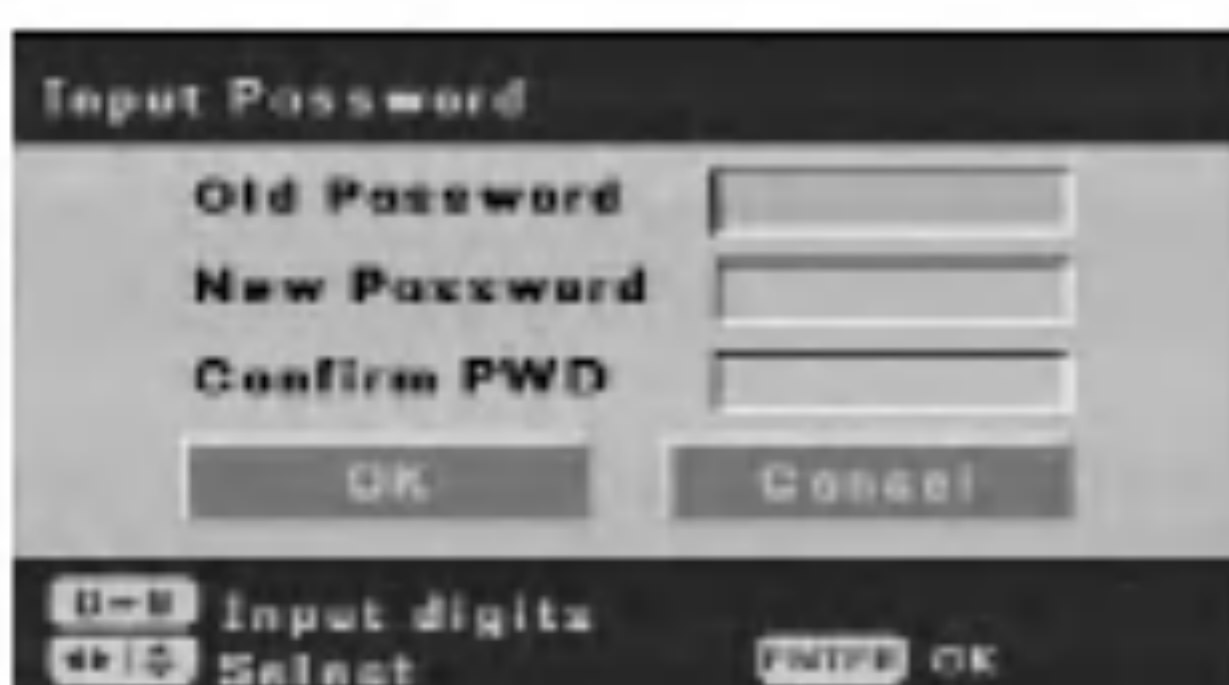 Input Password
Old Password
New Password
Confirm PWD
OK Cancel
0-9 Input digits
Select ENTER OK